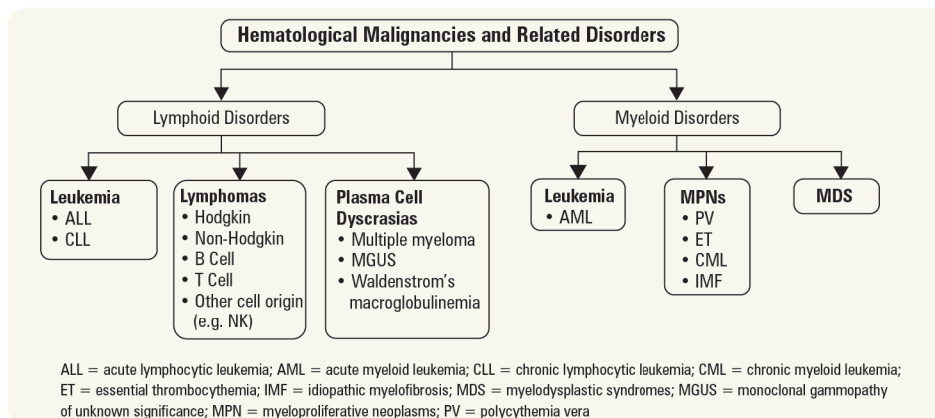 Hematological Malignancies and Related Disorders
Lymphoid Disorders
Myeloid Disorders
Leukemia
• ALL
• CLL
Lymphomas
• Hodgkin
• Non-Hodgkin
• B Cell
• T Cell
• Other cell origin
(e.g. NK)
Plasma Cell
Dyscrasias
• Multiple myeloma
• MGUS
• Waldenstrom’s
macroglobulinemia
Leukemia
• AML
MPNs
• PV
• ET
• CML
• IMF
MDS
ALL = acute lymphocytic leukemia; AML = acute myeloid leukemia; CLL = chronic lymphocytic leukemia; CML = chronic myeloid leukemia;
ET = essential thrombocythemia; IMF = idiopathic myelofibrosis; MDS = myelodysplastic syndromes; MGUS = monoclonal gammopathy
of unknown significance; MPN = myeloproliferative neoplasms; PV = polycythemia vera